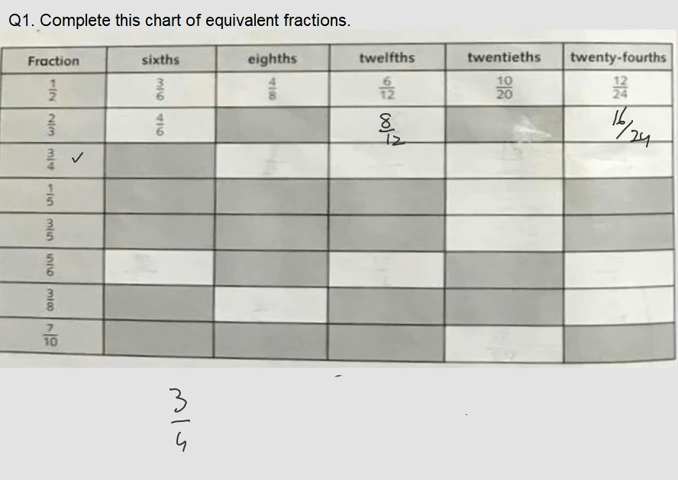 Q1. Complete this chart of equivalent fractions.
Fraction sixths eighths twelfths twentieths twenty-fourths
1/2 3/6 4/8 6/12 10/20 12/24
2/3 4/6 8/12 16/24
3/4 ✓
1/5
3/5
5/6
3/8
7/10
3/4